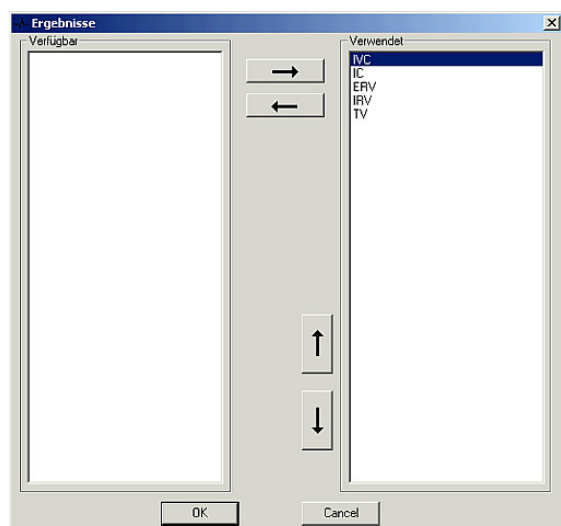 Ergebnisse
Verfügbar
Verwendet
IVC
IC
ERV
IRV
TV
OK
Cancel